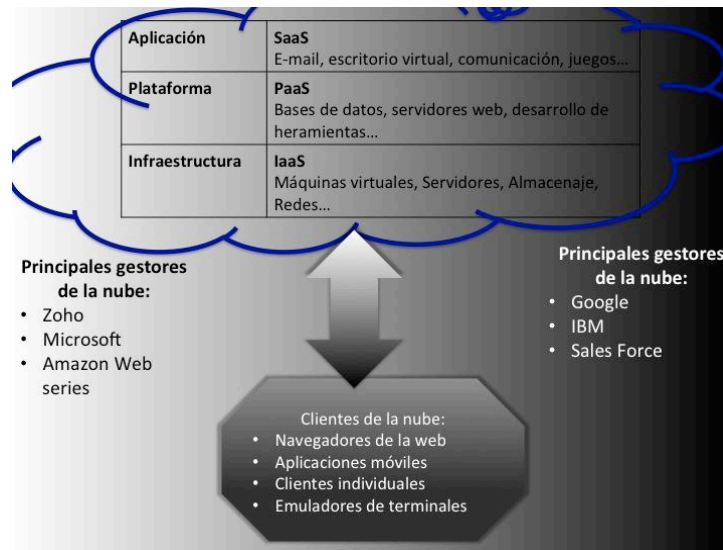 Aplicación
SaaS
E-mail, escritorio virtual, comunicación, juegos...
Plataforma
PaaS
Bases de datos, servidores web, desarrollo de
heramientas...
Infraestructura
IaaS
Máquinas virtuales, Servidores, Almacenaje,
Redes...
Principales gestores
de la nube:
• Zoho
• Microsoft
• Amazon Web
series
Principales gestores
de la nube:
• Google
• IBM
• Sales Force
Clientes de la nube:
• Navegadores de la web
• Aplicaciones móviles
• Clientes individuales
• Emuladores de terminales